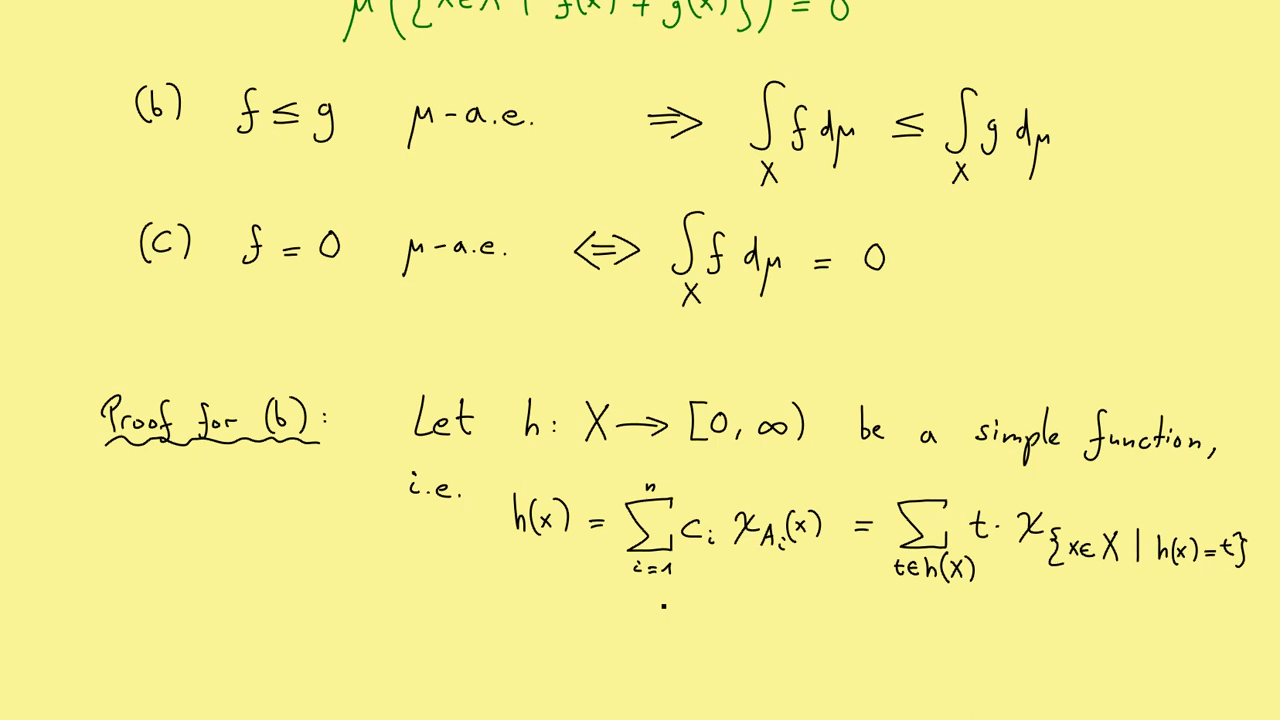 μ({x∈X | f(x) ≠ g(x)}) = 0
(b) f ≤ g μ-a.e. ⟹ ∫_X f dμ ≤ ∫_X g dμ
(c) f = 0 μ-a.e. ⟺ ∫_X f dμ = 0
Proof for (b): Let h: X ⟶ [0, ∞) be a simple function,
i.e. h(x) = ∑_{i=1}^{n} c_i χ_{A_i}(x) = ∑_{t∈h(X)} t · χ_{{x∈X | h(x)=t}}